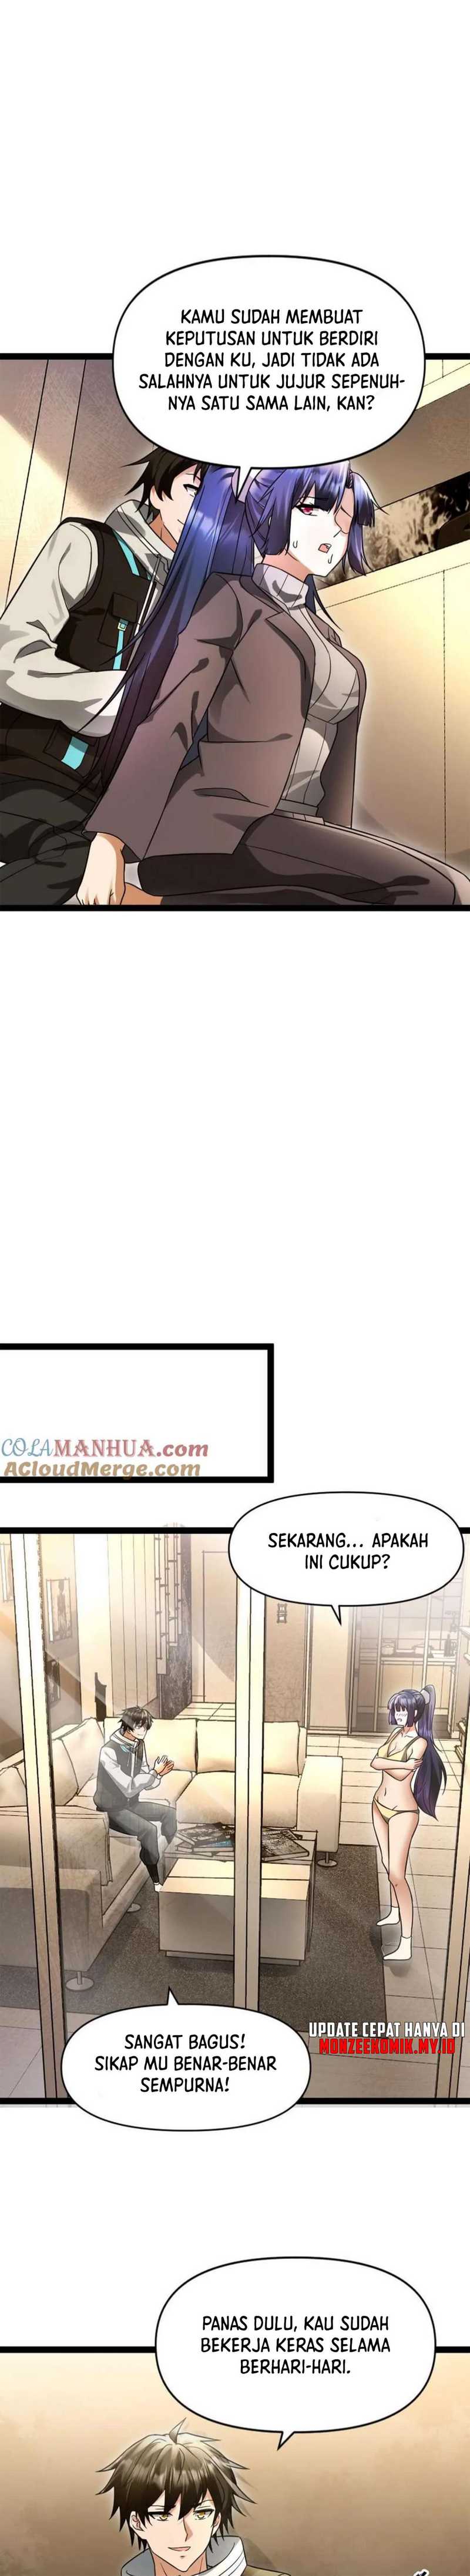 KAMU SUDAH MEMBUAT
KEPUTUSAN UNTUK BERDIRI
DENGAN KU, JADI TIDAK ADA
SALAHNYA UNTUK JUJUR SEPENUH-
NYA SATU SAMA LAIN, KAN?
COLAMANHUA.com
ACloudMerge.com
SEKARANG... APAKAH
INI CUKUP?
UPDATE CEPAT HANYA DI
MONZEEKOMIK.MY.ID
SANGAT BAGUS!
SIKAP MU BENAR-BENAR
SEMPURNA!
PANAS DULU, KAU SUDAH
BEKERJA KERAS SELAMA
BERHARI-HARI.